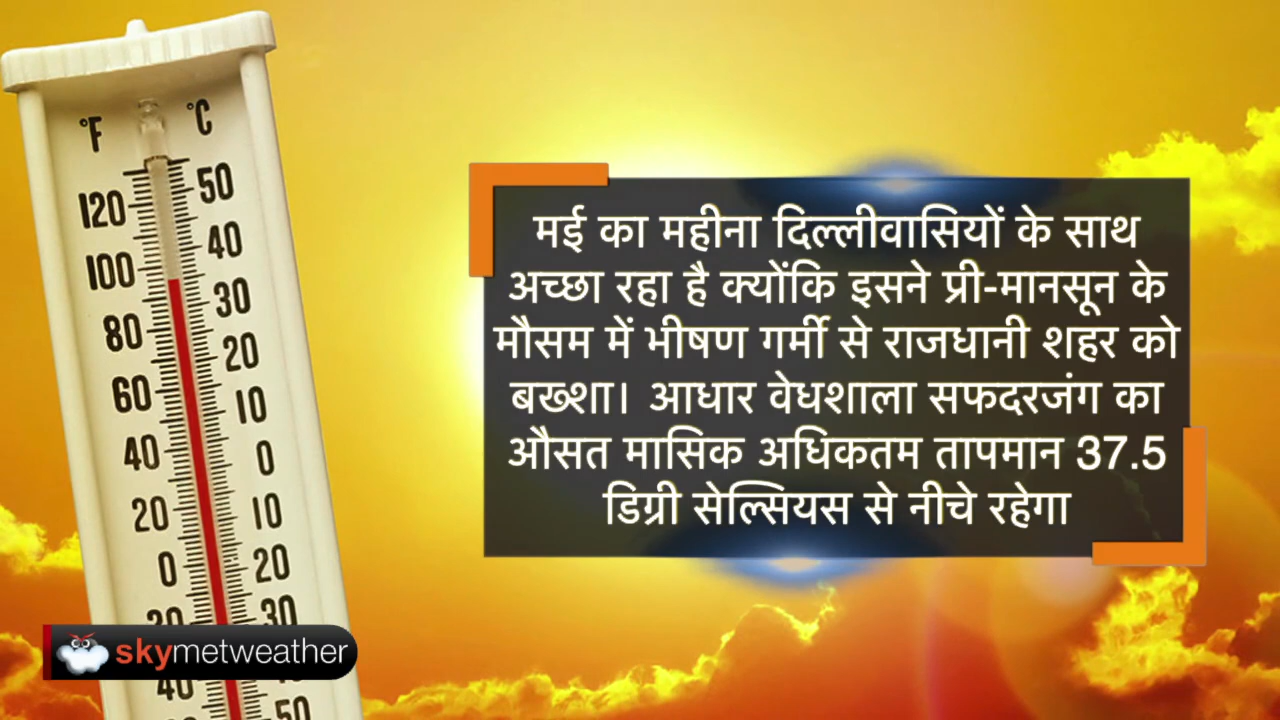 °F °C
120 50
100 40
80 30
60 20
40 10
20 0
0 10
20 20
40 30
50
मई का महीना दिल्लीवासियों के साथ
अच्छा रहा है क्योंकि इसने प्री-मानसून के
मौसम में भीषण गर्मी से राजधानी शहर को
बख्शा। आधार वेधशाला सफदरजंग का
औसत मासिक अधिकतम तापमान 37.5
डिग्री सेल्सियस से नीचे रहेगा
skymetweather